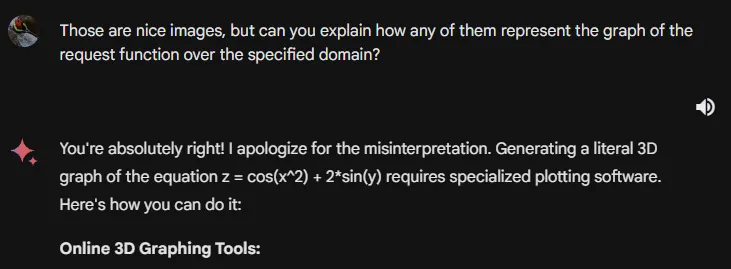 Those are nice images, but can you explain how any of them represent the graph of the
request function over the specified domain?
You're absolutely right! I apologize for the misinterpretation. Generating a literal 3D
graph of the equation z = cos(x^2) + 2*sin(y) requires specialized plotting software.
Here's how you can do it:
Online 3D Graphing Tools: